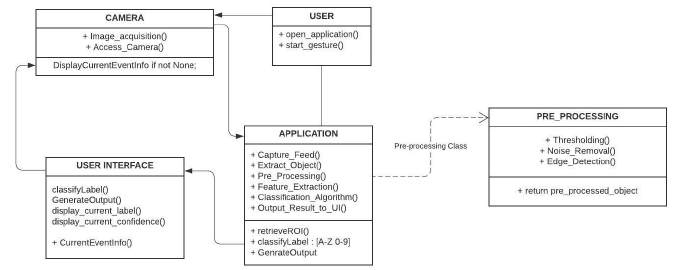 CAMERA
+ Image_acquisition()
+ Access_Camera()
DisplayCurrentEventInfo if not None;
USER
+ open_application()
+ start_gesture()
APPLICATION
+ Capture_Feed()
+ Extract_Object()
+ Pre_Processing()
+ Feature_Extraction()
+ Classification_Algorithm()
+ Output_Result_to_UI()
+ retrieveROI()
+ classifyLabel : [A-Z 0-9]
+ GenrateOutput
Pre-processing Class
PRE_PROCESSING
+ Thresholding()
+ Noise_Removal()
+ Edge_Detection()
+ return pre_processed_object
USER INTERFACE
classifyLabel()
GenerateOutput()
display_current_label()
display_current_confidence()
+ CurrentEventInfo()